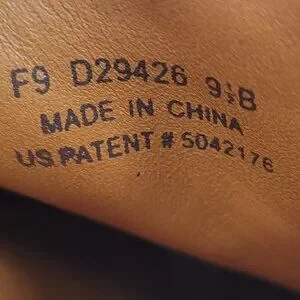 F9 D29426 9½B
MADE IN CHINA
US PATENT # 5042176